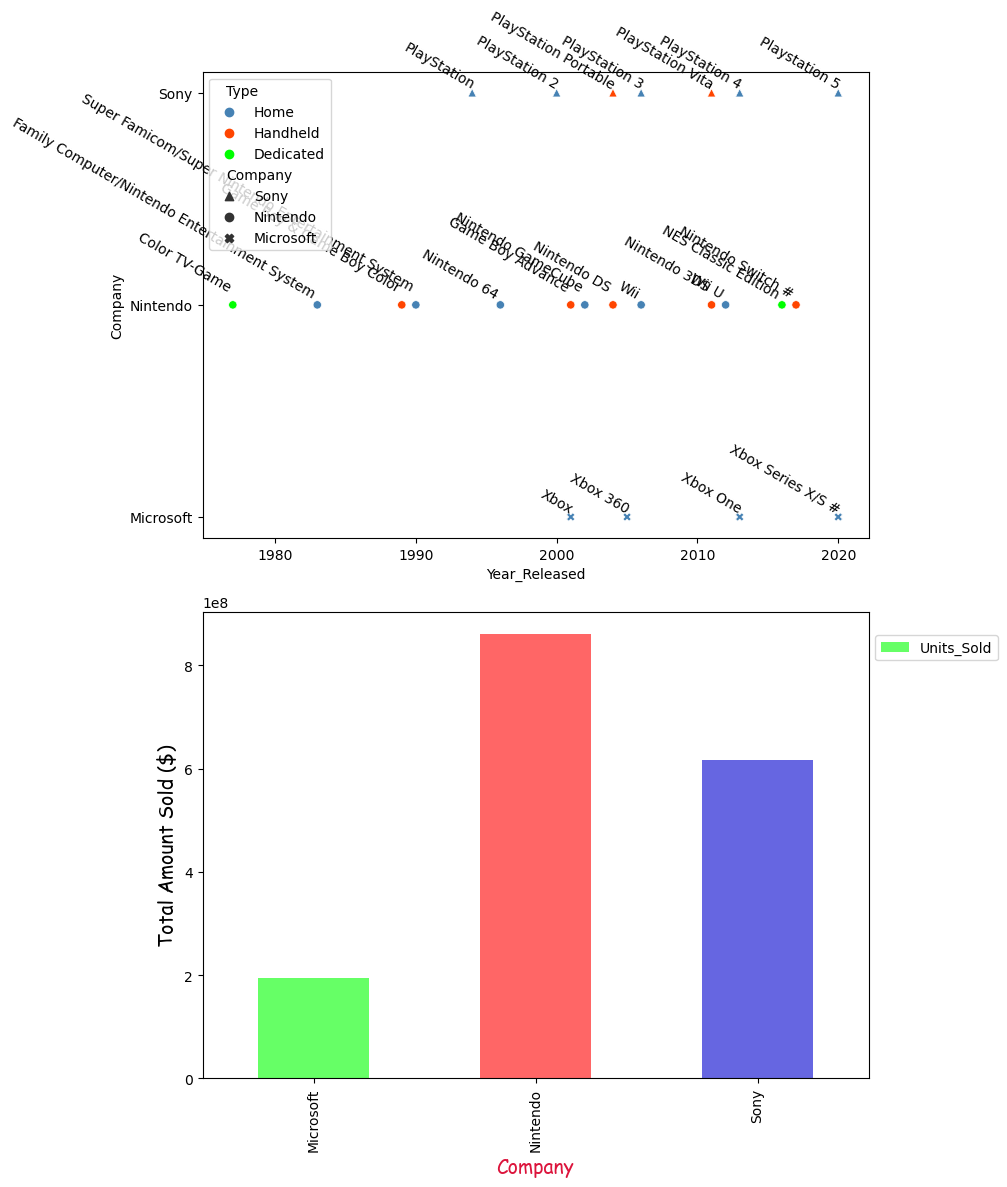 PlayStation
PlayStation 2
PlayStation Portable
PlayStation 3
PlayStation Vita
PlayStation 4
Playstation 5
Sony
Type
Home
Handheld
Dedicated
Company
Sony
Nintendo
Microsoft
Super Famicom/Super Nintendo Entertainment System
Family Computer/Nintendo Entertainment System
Game Boy & Game Boy Color
Color TV-Game
Nintendo 64
Game Boy Advance
Nintendo GameCube
Nintendo DS
Wii
Nintendo 3DS
Wii U
NES Classic Edition
Nintendo Switch #
Nintendo
Company
Xbox
Xbox 360
Xbox One
Xbox Series X/S #
Microsoft
1980 1990 2000 2010 2020
Year_Released
1e8
Units_Sold
8
6
4
2
0
Total Amount Sold ($)
Microsoft
Nintendo
Sony
Company